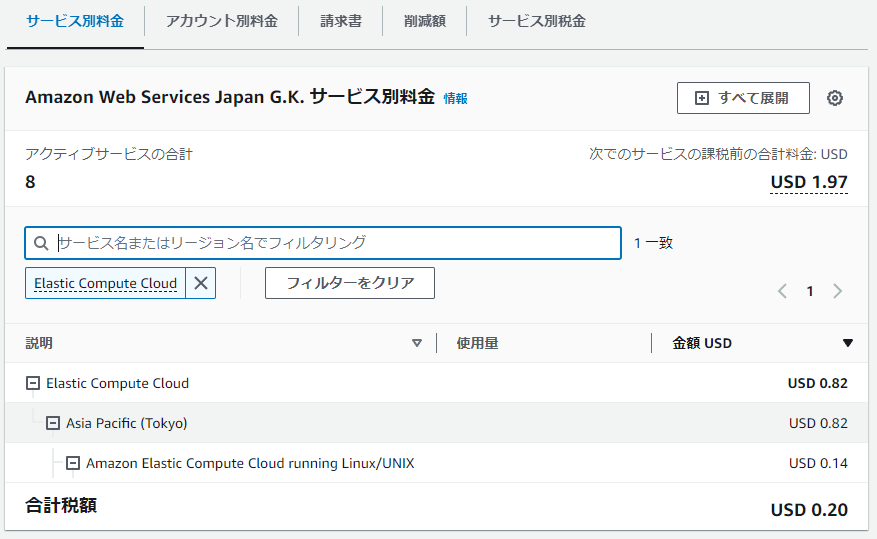 サービス別料金 アカウント別料金 請求書 削減額 サービス別税金
Amazon Web Services Japan G.K. サービス別料金 情報 すべて展開
アクティブサービスの合計 次でのサービスの課税前の合計料金: USD
8 USD 1.97
サービス名またはリージョン名でフィルタリング 1 一致
Elastic Compute Cloud フィルターをクリア 1
説明 使用量 金額 USD
Elastic Compute Cloud USD 0.82
Asia Pacific (Tokyo) USD 0.82
Amazon Elastic Compute Cloud running Linux/UNIX USD 0.14
合計税額 USD 0.20